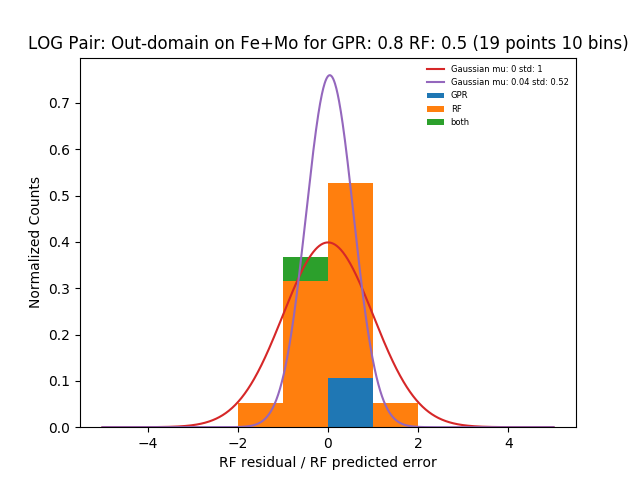 LOG Pair: Out-domain on Fe+Mo for GPR: 0.8 RF: 0.5 (19 points 10 bins)
Gaussian mu: 0 std: 1
Gaussian mu: 0.04 std: 0.52
GPR
RF
both
Normalized Counts
0.7
0.6
0.5
0.4
0.3
0.2
0.1
0.0
−4 −2 0 2 4
RF residual / RF predicted error